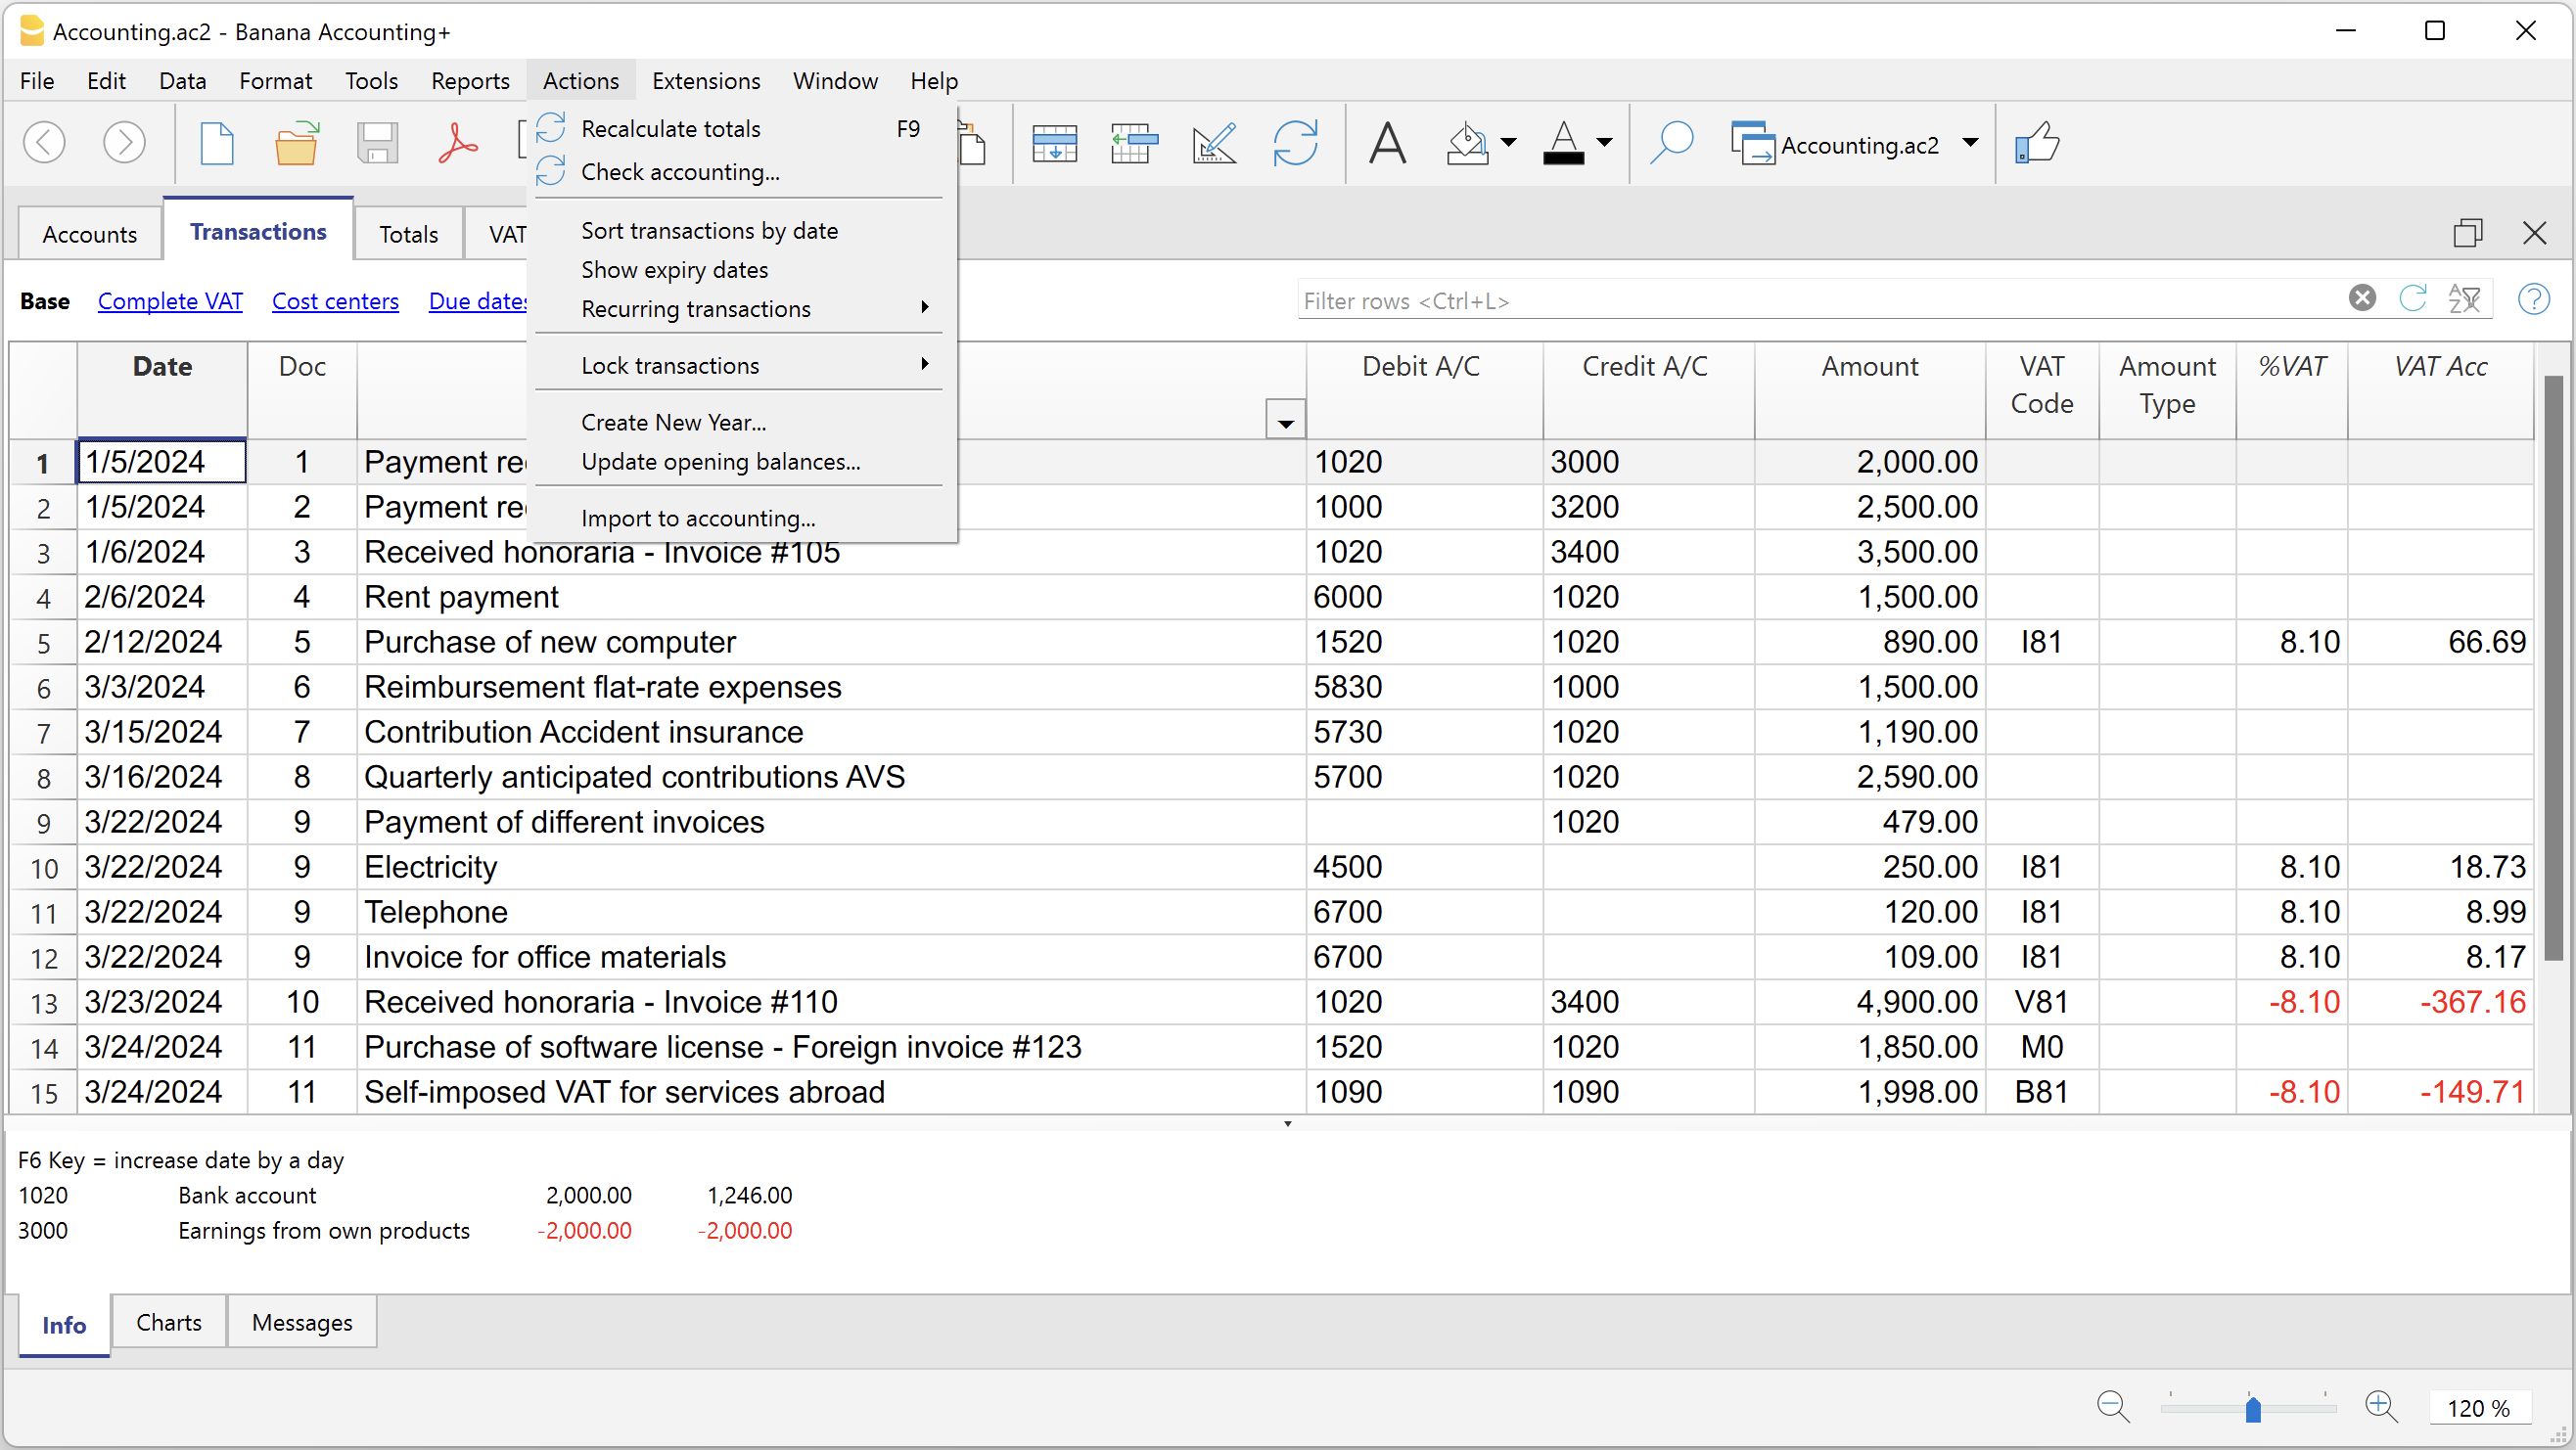 Accounting.ac2 - Banana Accounting+
File Edit Data Format Tools Reports Actions Extensions Window Help
Recalculate totals F9
Check accounting...
Sort transactions by date
Show expiry dates
Recurring transactions
Lock transactions
Create New Year...
Update opening balances...
Import to accounting...
Accounting.ac2
Accounts Transactions Totals VAT
Base Complete VAT Cost centers Due dates Filter rows <Ctrl+L>
Date Doc Debit A/C Credit A/C Amount VAT Code Amount Type %VAT VAT Acc
1 1/5/2024 1 Payment 1020 3000 2,000.00
2 1/5/2024 2 Payment 1000 3200 2,500.00
3 1/6/2024 3 Received honoraria - Invoice #105 1020 3400 3,500.00
4 2/6/2024 4 Rent payment 6000 1020 1,500.00
5 2/12/2024 5 Purchase of new computer 1520 1020 890.00 I81 8.10 66.69
6 3/3/2024 6 Reimbursement flat-rate expenses 5830 1000 1,500.00
7 3/15/2024 7 Contribution Accident insurance 5730 1020 1,190.00
8 3/16/2024 8 Quarterly anticipated contributions AVS 5700 1020 2,590.00
9 3/22/2024 9 Payment of different invoices 1020 479.00
10 3/22/2024 9 Electricity 4500 250.00 I81 8.10 18.73
11 3/22/2024 9 Telephone 6700 120.00 I81 8.10 8.99
12 3/22/2024 9 Invoice for office materials 6700 109.00 I81 8.10 8.17
13 3/23/2024 10 Received honoraria - Invoice #110 1020 3400 4,900.00 V81 -8.10 -367.16
14 3/24/2024 11 Purchase of software license - Foreign invoice #123 1520 1020 1,850.00 M0
15 3/24/2024 11 Self-imposed VAT for services abroad 1090 1090 1,998.00 B81 -8.10 -149.71
F6 Key = increase date by a day
1020 Bank account 2,000.00 1,246.00
3000 Earnings from own products -2,000.00 -2,000.00
Info Charts Messages
120 %